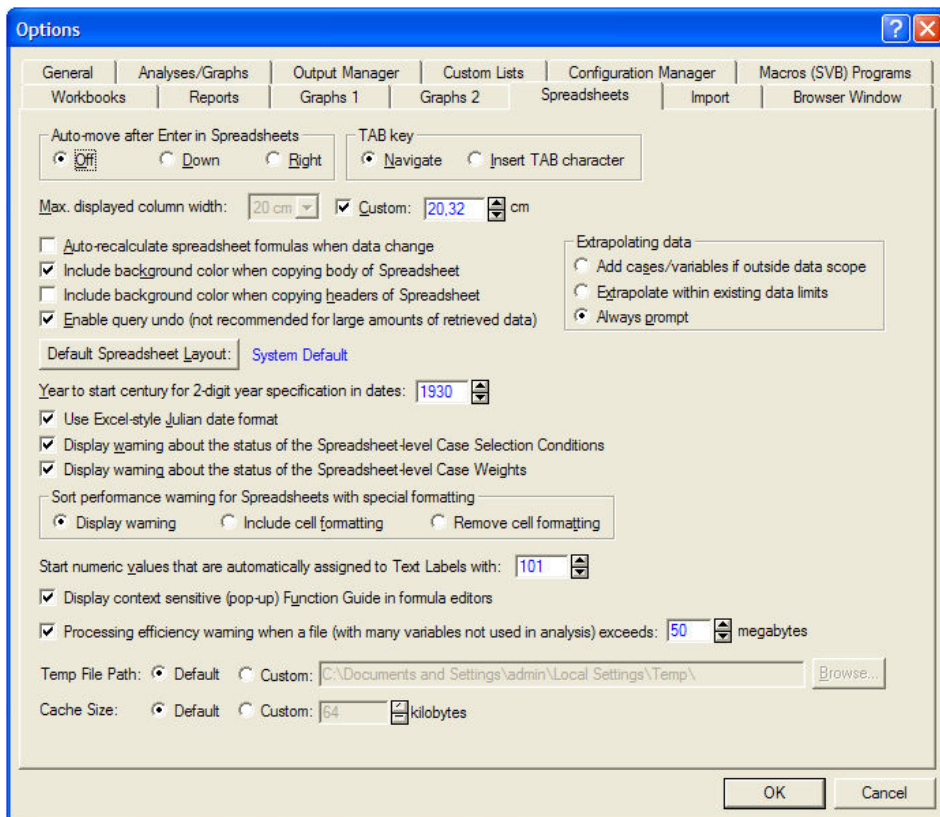 Options
General Analyses/Graphs Output Manager Custom Lists Configuration Manager Macros (SVB) Programs
Workbooks Reports Graphs 1 Graphs 2 Spreadsheets Import Browser Window
Auto-move after Enter in Spreadsheets TAB key
Off Down Right Navigate Insert TAB character
Max. displayed column width: 20 cm Custom: 20,32 cm
Auto-recalculate spreadsheet formulas when data change
Include background color when copying body of Spreadsheet
Include background color when copying headers of Spreadsheet
Enable query undo (not recommended for large amounts of retrieved data)
Extrapolating data
Add cases/variables if outside data scope
Extrapolate within existing data limits
Always prompt
Default Spreadsheet Layout: System Default
Year to start century for 2-digit year specification in dates: 1930
Use Excel-style Julian date format
Display warning about the status of the Spreadsheet-level Case Selection Conditions
Display warning about the status of the Spreadsheet-level Case Weights
Sort performance warning for Spreadsheets with special formatting
Display warning Include cell formatting Remove cell formatting
Start numeric values that are automatically assigned to Text Labels with: 101
Display context sensitive (pop-up) Function Guide in formula editors
Processing efficiency warning when a file (with many variables not used in analysis) exceeds: 50 megabytes
Temp File Path: Default Custom: C:\Documents and Settings\admin\Local Settings\Temp\ Browse...
Cache Size: Default Custom: 64 kilobytes
OK Cancel